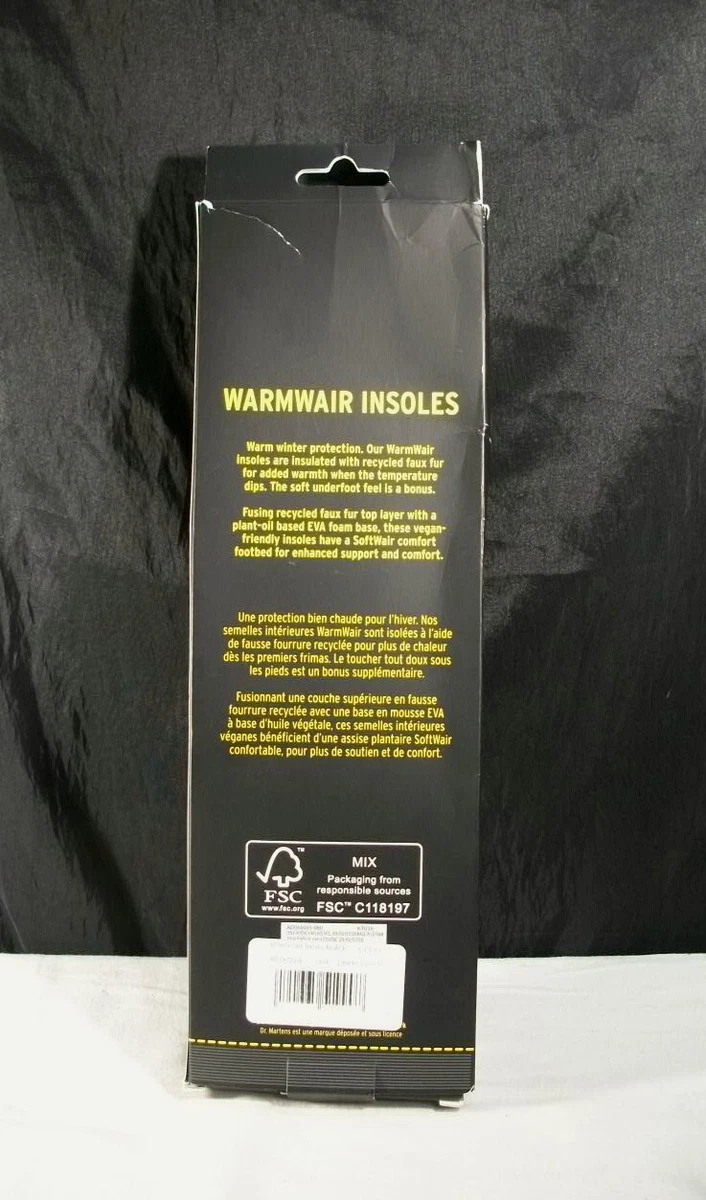 WARMWAIR INSOLES
Warm winter protection. Our WarmWair
insoles are insulated with recycled faux fur
for added warmth when the temperature
dips. The soft underfoot feel is a bonus.
Fusing recycled faux fur top layer with a
plant-oil based EVA foam base, these vegan-
friendly insoles have a SoftWair comfort
footbed for enhanced support and comfort.
Une protection bien chaude pour l'hiver. Nos
semelles intérieures WarmWair sont isolées à l'aide
de fausse fourrure recyclée pour plus de chaleur
dès les premiers frimas. Le toucher tout doux sous
les pieds est un bonus supplémentaire.
Fusionnant une couche supérieure en fausse
fourrure recyclée avec une base en mousse EVA
à base d'huile végétale, ces semelles intérieures
véganes bénéficient d'une assise plantaire SoftWair
confortable, pour plus de soutien et de confort.
FSC
www.fsc.org
MIX
Packaging from
responsible sources
FSC™ C118197
Dr. Martens est une marque déposée et sous licence